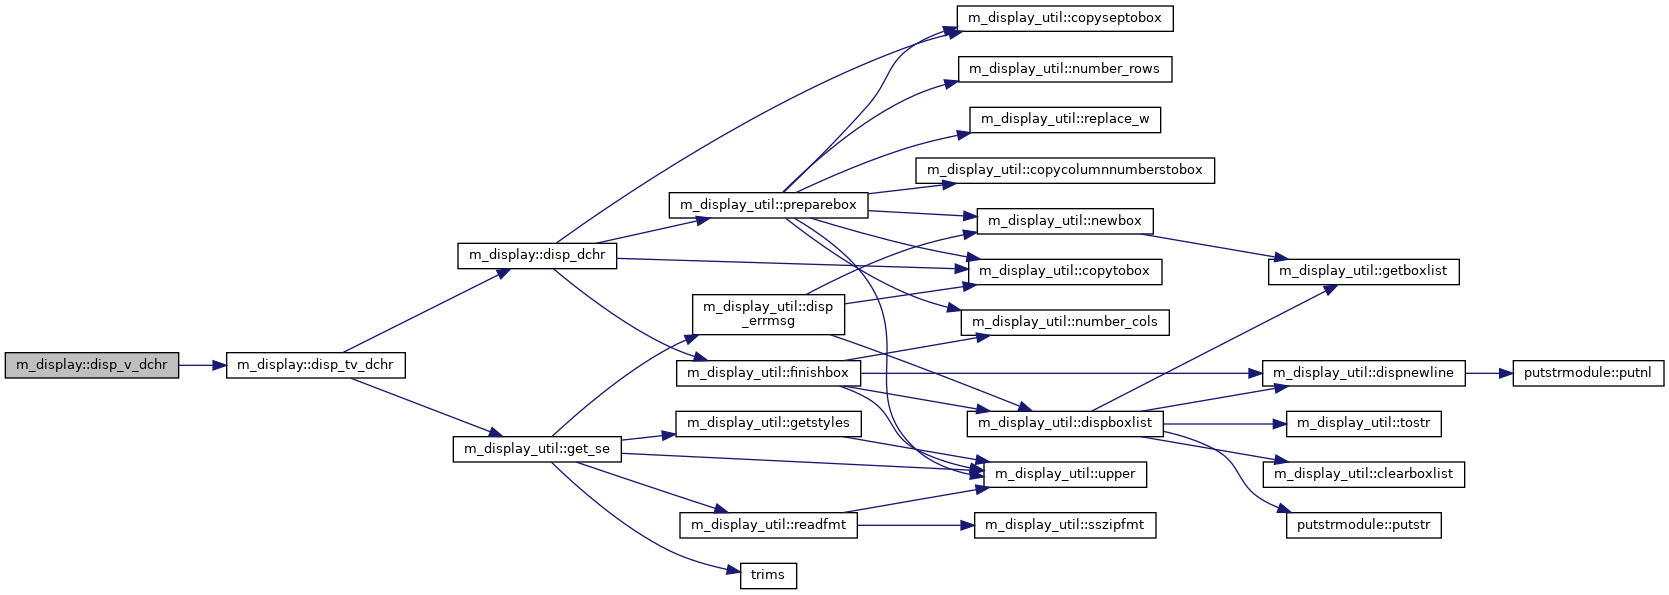 m_display_util::copyseptobox
m_display_util::number_rows
m_display_util::replace_w
m_display_util::copycolumnnumberstobox
m_display_util::preparebox
m_display_util::newbox
m_display::disp_dchr
m_display_util::copytobox
m_display_util::getboxlist
m_display_util::disp
_errmsg
m_display_util::number_cols
m_display::disp_v_dchr
m_display::disp_tv_dchr
m_display_util::finishbox
m_display_util::dispnewline
putstrmodule::putnl
m_display_util::getstyles
m_display_util::dispboxlist
m_display_util::tostr
m_display_util::get_se
m_display_util::upper
m_display_util::clearboxlist
m_display_util::readfmt
m_display_util::sszipfmt
putstrmodule::putstr
trims